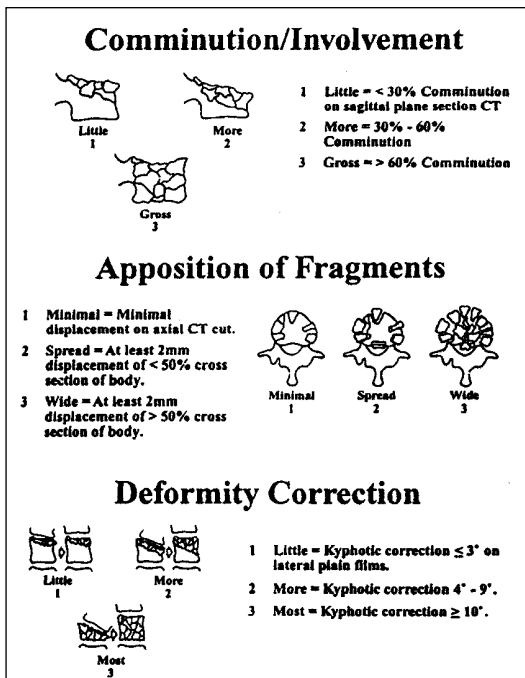 Comminution/Involvement
Little
1
More
2
Gross
3
1 Little = < 30% Comminution
on sagittal plane section CT
2 More = 30% - 60%
Comminution
3 Gross = > 60% Comminution
Apposition of Fragments
1 Minimal = Minimal
displacement on axial CT cut.
2 Spread = At least 2mm
displacement of < 50% cross
section of body.
3 Wide = At least 2mm
displacement of > 50% cross
section of body.
Minimal
1
Spread
2
Wide
3
Deformity Correction
Little
1
More
2
Most
3
1 Little = Kyphotic correction ≤ 3° on
lateral plain films.
2 More = Kyphotic correction 4° - 9°.
3 Most = Kyphotic correction ≥ 10°.